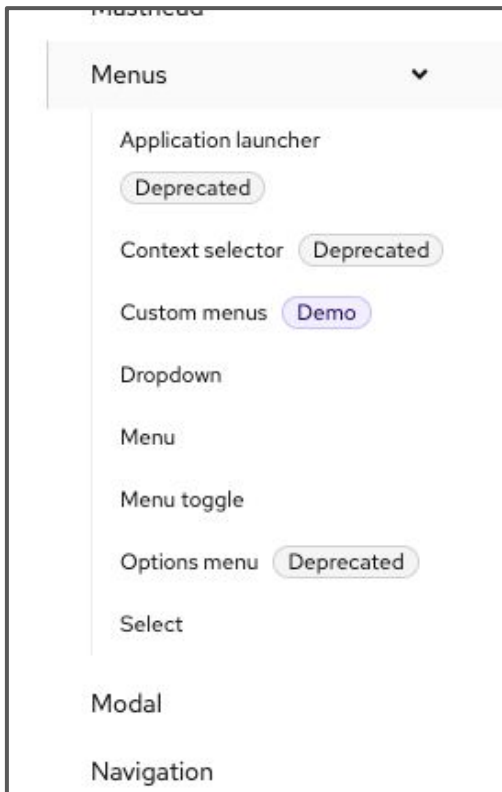 Masthead
Menus
Application launcher
Deprecated
Context selector Deprecated
Custom menus Demo
Dropdown
Menu
Menu toggle
Options menu Deprecated
Select
Modal
Navigation